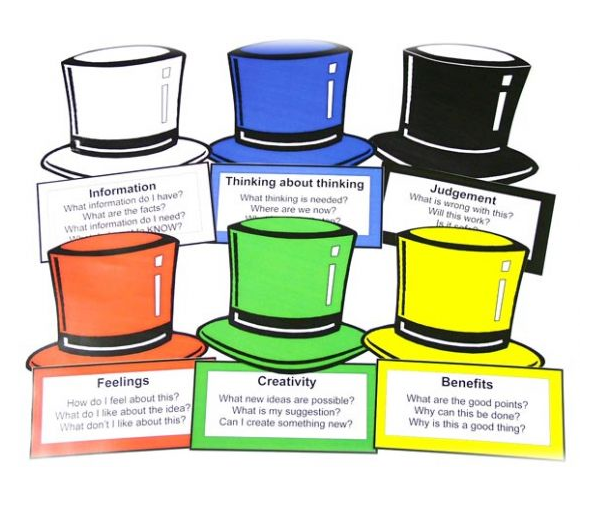 Information
What information do I have?
What are the facts?
What information do I need?
KNOW?
Thinking about thinking
What thinking is needed?
Where are we now?
Judgement
What is wrong with this?
Will this work?
Feelings
How do I feel about this?
What do I like about the idea?
What don't I like about this?
Creativity
What new ideas are possible?
What is my suggestion?
Can I create something new?
Benefits
What are the good points?
Why can this be done?
Why is this a good thing?